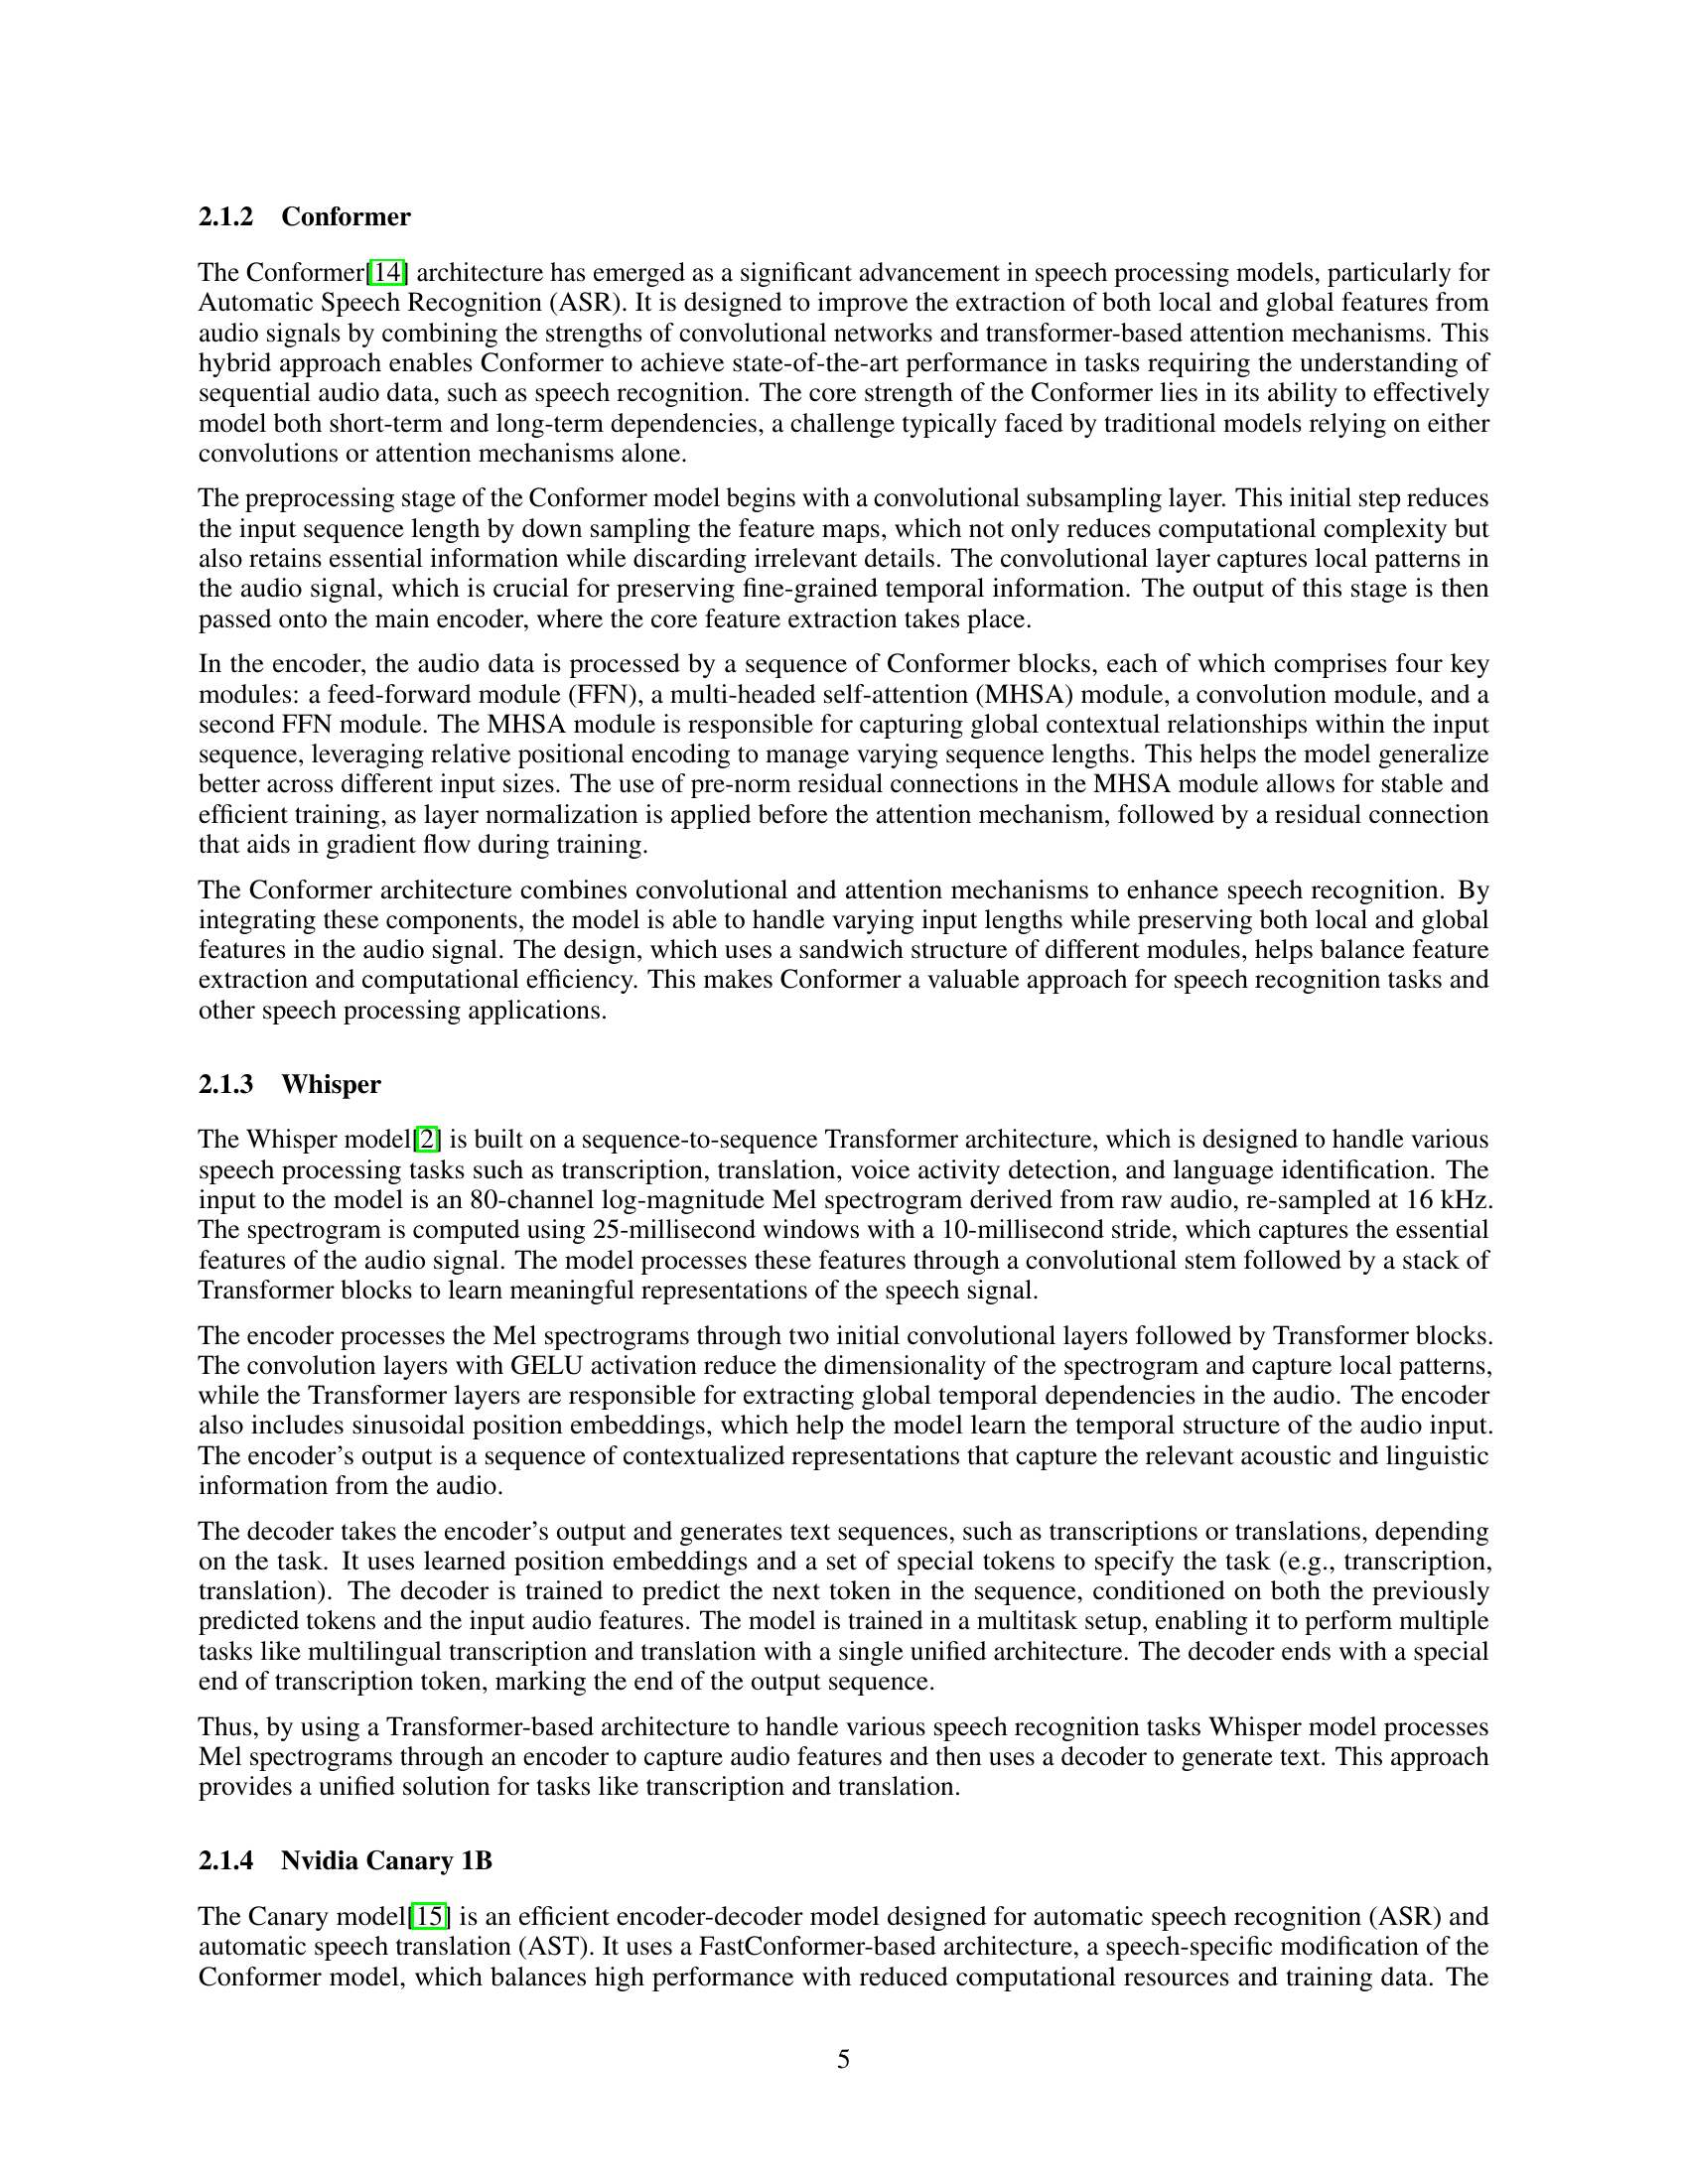 2.1.2 Conformer
The Conformer[14] architecture has emerged as a significant advancement in speech processing models, particularly for
Automatic Speech Recognition (ASR). It is designed to improve the extraction of both local and global features from
audio signals by combining the strengths of convolutional networks and transformer-based attention mechanisms. This
hybrid approach enables Conformer to achieve state-of-the-art performance in tasks requiring the understanding of
sequential audio data, such as speech recognition. The core strength of the Conformer lies in its ability to effectively
model both short-term and long-term dependencies, a challenge typically faced by traditional models relying on either
convolutions or attention mechanisms alone.
The preprocessing stage of the Conformer model begins with a convolutional subsampling layer. This initial step reduces
the input sequence length by down sampling the feature maps, which not only reduces computational complexity but
also retains essential information while discarding irrelevant details. The convolutional layer captures local patterns in
the audio signal, which is crucial for preserving fine-grained temporal information. The output of this stage is then
passed onto the main encoder, where the core feature extraction takes place.
In the encoder, the audio data is processed by a sequence of Conformer blocks, each of which comprises four key
modules: a feed-forward module (FFN), a multi-headed self-attention (MHSA) module, a convolution module, and a
second FFN module. The MHSA module is responsible for capturing global contextual relationships within the input
sequence, leveraging relative positional encoding to manage varying sequence lengths. This helps the model generalize
better across different input sizes. The use of pre-norm residual connections in the MHSA module allows for stable and
efficient training, as layer normalization is applied before the attention mechanism, followed by a residual connection
that aids in gradient flow during training.
The Conformer architecture combines convolutional and attention mechanisms to enhance speech recognition. By
integrating these components, the model is able to handle varying input lengths while preserving both local and global
features in the audio signal. The design, which uses a sandwich structure of different modules, helps balance feature
extraction and computational efficiency. This makes Conformer a valuable approach for speech recognition tasks and
other speech processing applications.
2.1.3 Whisper
The Whisper model[2] is built on a sequence-to-sequence Transformer architecture, which is designed to handle various
speech processing tasks such as transcription, translation, voice activity detection, and language identification. The
input to the model is an 80-channel log-magnitude Mel spectrogram derived from raw audio, re-sampled at 16 kHz.
The spectrogram is computed using 25-millisecond windows with a 10-millisecond stride, which captures the essential
features of the audio signal. The model processes these features through a convolutional stem followed by a stack of
Transformer blocks to learn meaningful representations of the speech signal.
The encoder processes the Mel spectrograms through two initial convolutional layers followed by Transformer blocks.
The convolution layers with GELU activation reduce the dimensionality of the spectrogram and capture local patterns,
while the Transformer layers are responsible for extracting global temporal dependencies in the audio. The encoder
also includes sinusoidal position embeddings, which help the model learn the temporal structure of the audio input.
The encoder's output is a sequence of contextualized representations that capture the relevant acoustic and linguistic
information from the audio.
The decoder takes the encoder's output and generates text sequences, such as transcriptions or translations, depending
on the task. It uses learned position embeddings and a set of special tokens to specify the task (e.g., transcription,
translation). The decoder is trained to predict the next token in the sequence, conditioned on both the previously
predicted tokens and the input audio features. The model is trained in a multitask setup, enabling it to perform multiple
tasks like multilingual transcription and translation with a single unified architecture. The decoder ends with a special
end of transcription token, marking the end of the output sequence.
Thus, by using a Transformer-based architecture to handle various speech recognition tasks Whisper model processes
Mel spectrograms through an encoder to capture audio features and then uses a decoder to generate text. This approach
provides a unified solution for tasks like transcription and translation.
2.1.4 Nvidia Canary 1B
The Canary model[15] is an efficient encoder-decoder model designed for automatic speech recognition (ASR) and
automatic speech translation (AST). It uses a FastConformer-based architecture, a speech-specific modification of the
Conformer model, which balances high performance with reduced computational resources and training data. The
5